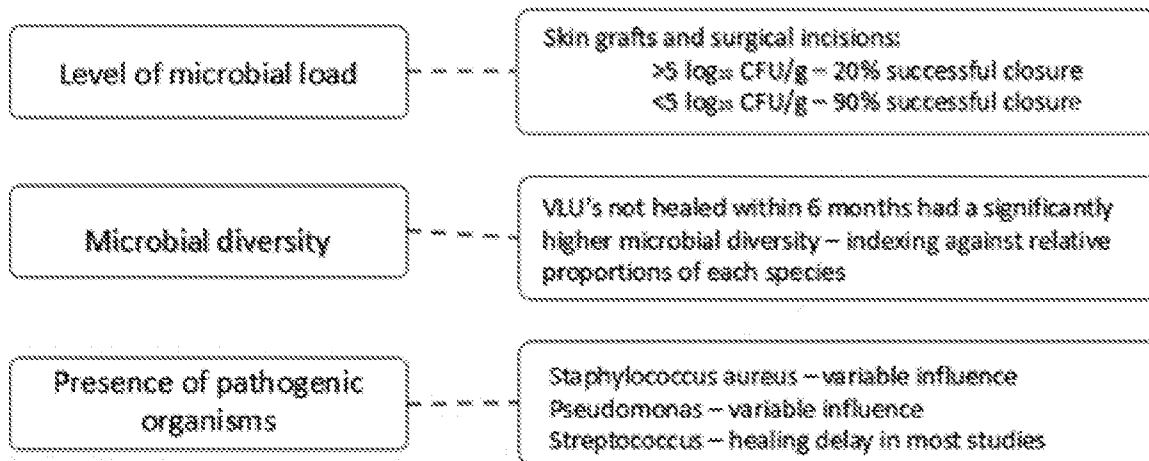 Level of microbial load
Skin grafts and surgical incisions:
>5 log₁₀ CFU/g – 20% successful closure
<5 log₁₀ CFU/g – 90% successful closure
Microbial diversity
VLU's not healed within 6 months had a significantly
higher microbial diversity – indexing against relative
proportions of each species
Presence of pathogenic
organisms
Staphylococcus aureus – variable influence
Pseudomonas – variable influence
Streptococcus – healing delay in most studies